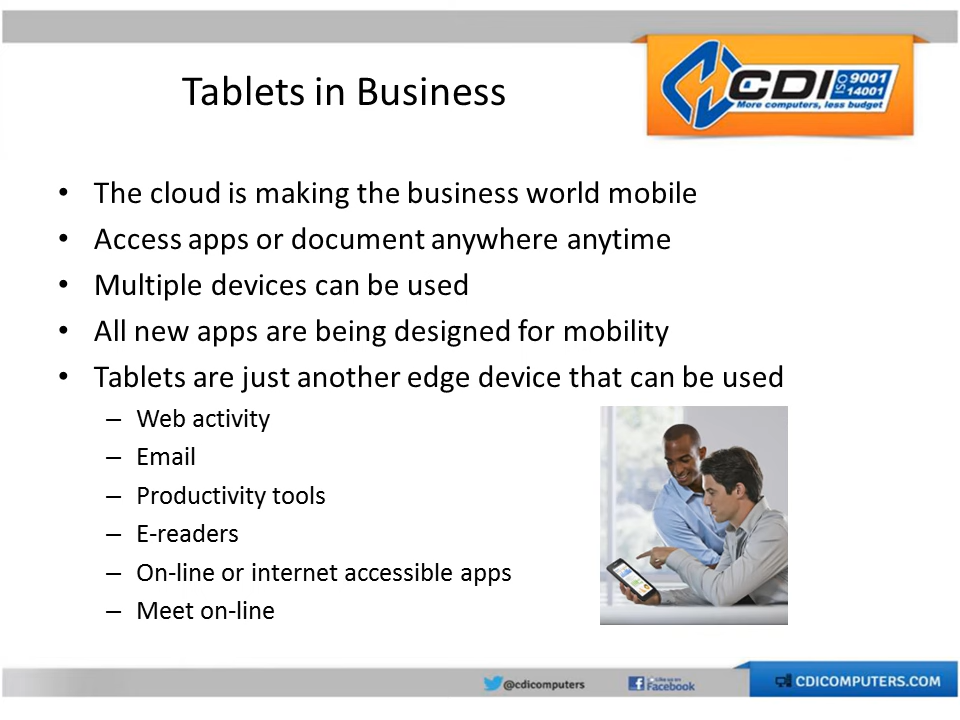 Tablets in Business
CDI ISO 9001 14001
More computers, less budget
• The cloud is making the business world mobile
• Access apps or document anywhere anytime
• Multiple devices can be used
• All new apps are being designed for mobility
• Tablets are just another edge device that can be used
– Web activity
– Email
– Productivity tools
– E-readers
– On-line or internet accessible apps
– Meet on-line
@cdicomputers
Like us on
Facebook
CDICOMPUTERS.COM